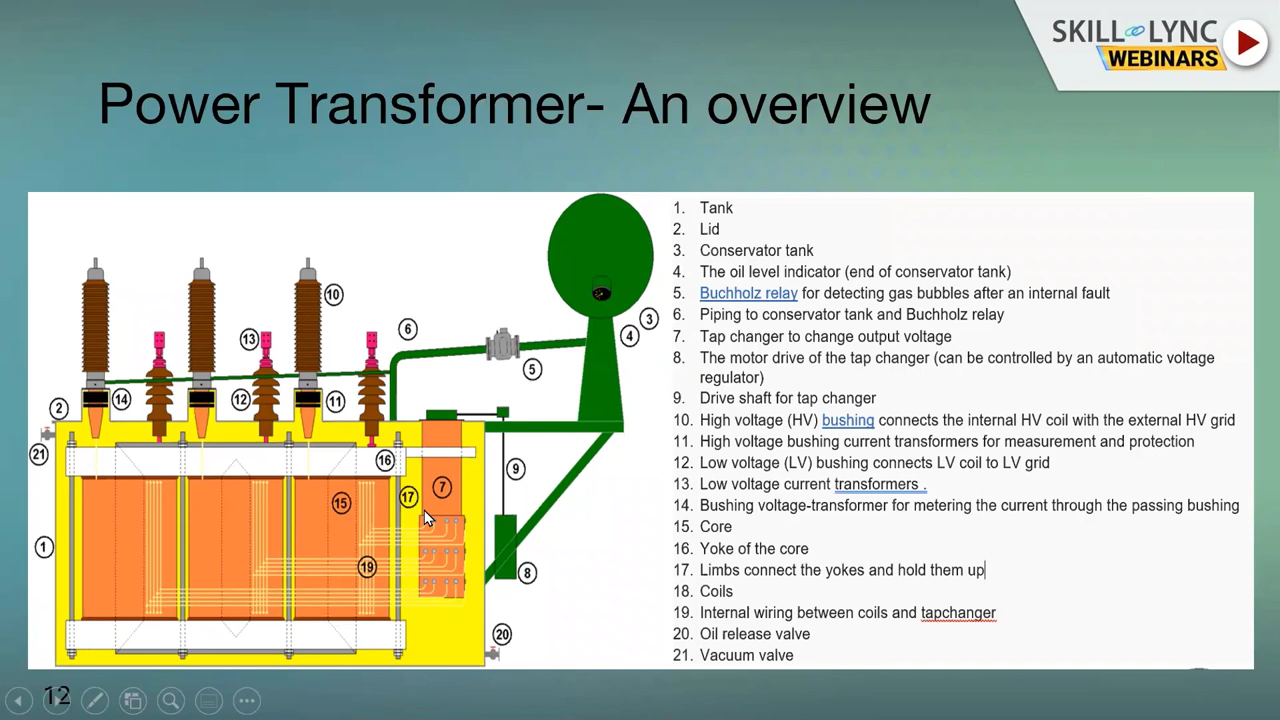 SKILL LYNC
WEBINARS
Power Transformer- An overview
10
13
6
3
4
5
14
12
11
2
21
16
9
7
17
15
1
19
8
20
1. Tank
2. Lid
3. Conservator tank
4. The oil level indicator (end of conservator tank)
5. Buchholz relay for detecting gas bubbles after an internal fault
6. Piping to conservator tank and Buchholz relay
7. Tap changer to change output voltage
8. The motor drive of the tap changer (can be controlled by an automatic voltage
regulator)
9. Drive shaft for tap changer
10. High voltage (HV) bushing connects the internal HV coil with the external HV grid
11. High voltage bushing current transformers for measurement and protection
12. Low voltage (LV) bushing connects LV coil to LV grid
13. Low voltage current transformers .
14. Bushing voltage-transformer for metering the current through the passing bushing
15. Core
16. Yoke of the core
17. Limbs connect the yokes and hold them up
18. Coils
19. Internal wiring between coils and tapchanger
20. Oil release valve
21. Vacuum valve
12